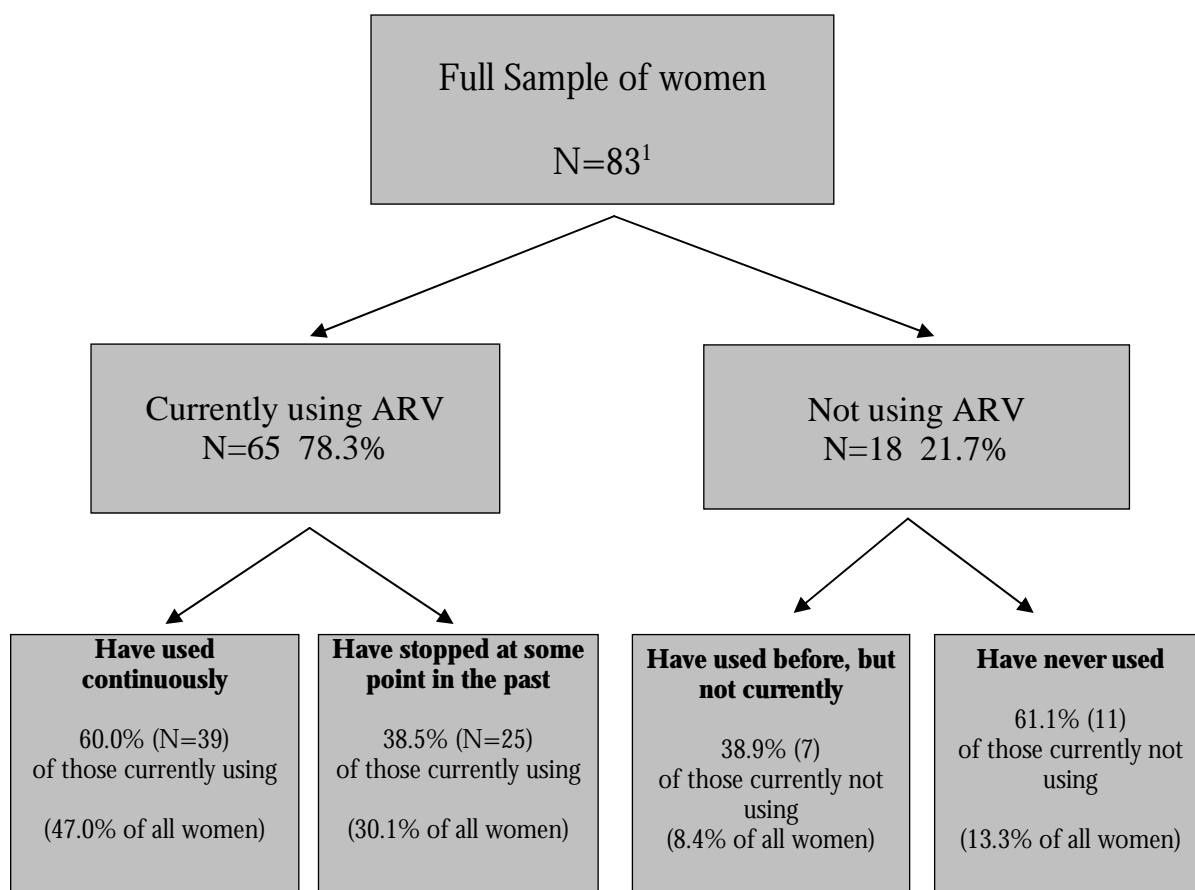 Full Sample of women
N=83¹
Currently using ARV
N=65 78.3%
Not using ARV
N=18 21.7%
Have used
continuously
60.0% (N=39)
of those currently using
(47.0% of all women)
Have stopped at some
point in the past
38.5% (N=25)
of those currently using
(30.1% of all women)
Have used before, but
not currently
38.9% (7)
of those currently not
using
(8.4% of all women)
Have never used
61.1% (11)
of those currently not
using
(13.3% of all women)